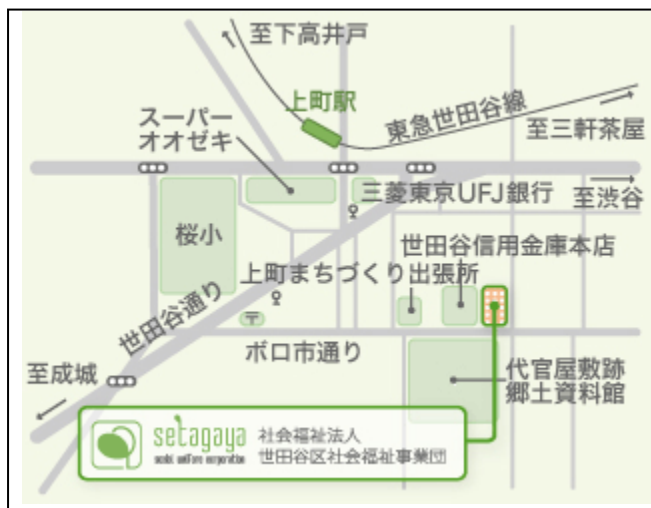 至下高井戸
上町駅
東急世田谷線
スーパー
オオゼキ
至三軒茶屋
三菱東京UFJ銀行
至渋谷
桜小
世田谷信用金庫本店
上町まちづくり出張所
世田谷通り
〒
ボロ市通り
至成城
代官屋敷跡
郷土資料館
setagaya
social welfare corporation
社会福祉法人
世田谷区社会福祉事業団